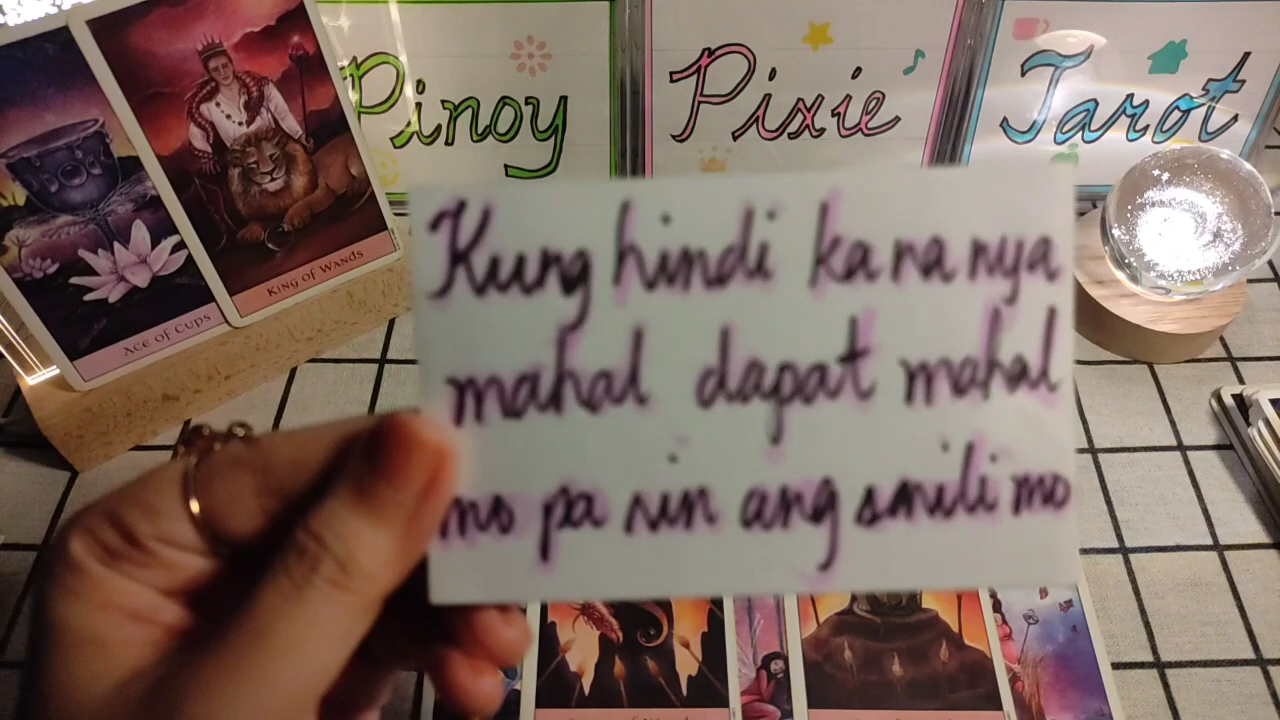 Pinoy Pixie Tarot
ACE OF CUPS
KING OF WANDS
Kung hindi ka na nya
mahal dapat mahal
mo pa rin ang sarili mo